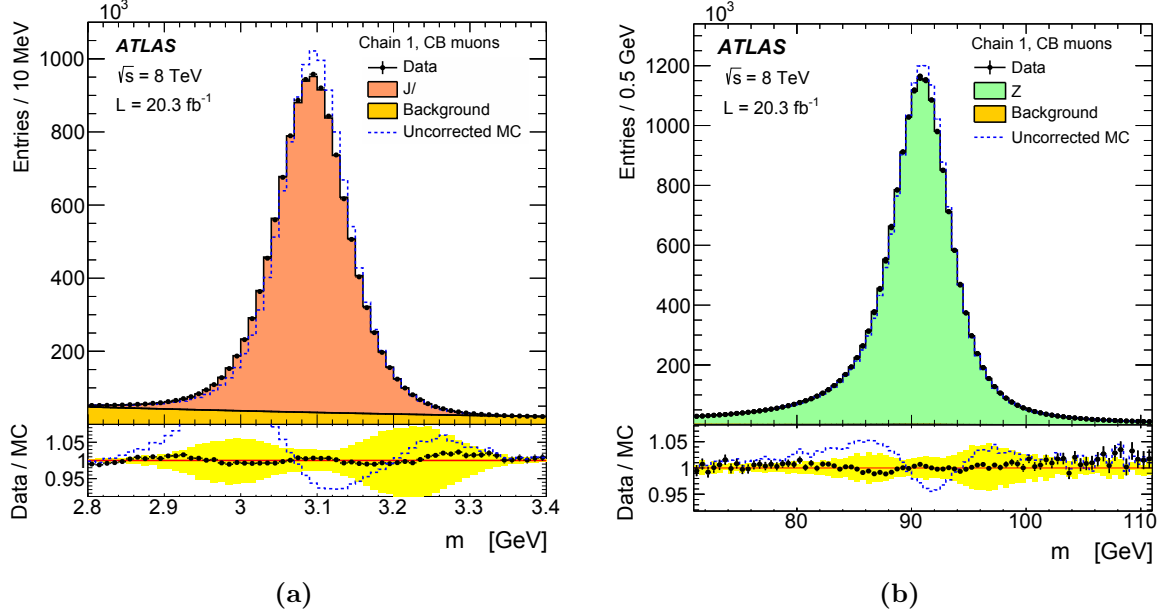 10³
Entries / 10 MeV
1000
800
600
400
200
ATLAS
√s = 8 TeV
L = 20.3 fb⁻¹
Chain 1, CB muons
Data
J/
Background
Uncorrected MC
Data / MC
1.05
1
0.95
2.8 2.9 3 3.1 3.2 3.3 3.4
m [GeV]
(a)
10³
Entries / 0.5 GeV
1200
1000
800
600
400
200
ATLAS
√s = 8 TeV
L = 20.3 fb⁻¹
Chain 1, CB muons
Data
Z
Background
Uncorrected MC
Data / MC
1.05
1
0.95
80 90 100 110
m [GeV]
(b)